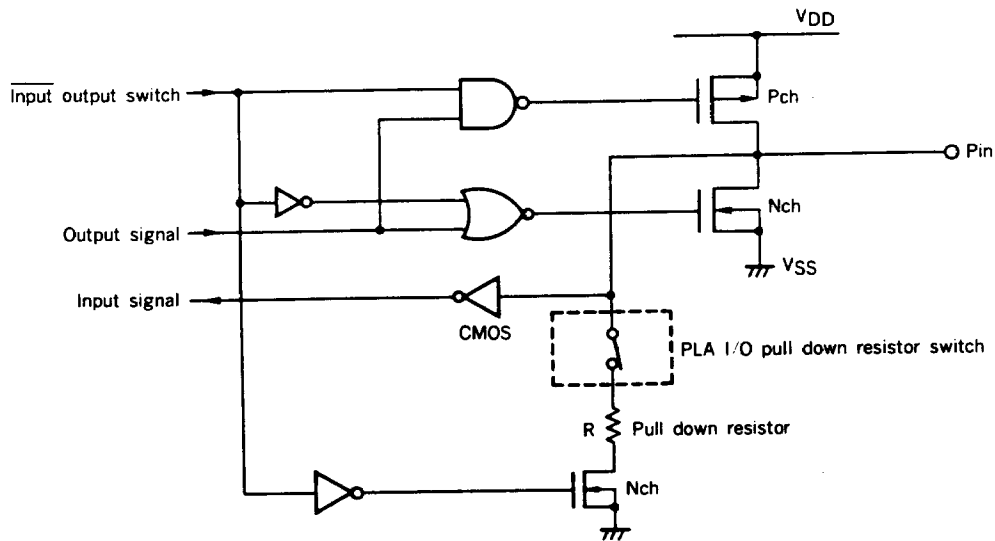 VDD
Input output switch
Pch
Pin
Nch
Output signal
VSS
Input signal
CMOS
PLA I/O pull down resistor switch
R Pull down resistor
Nch